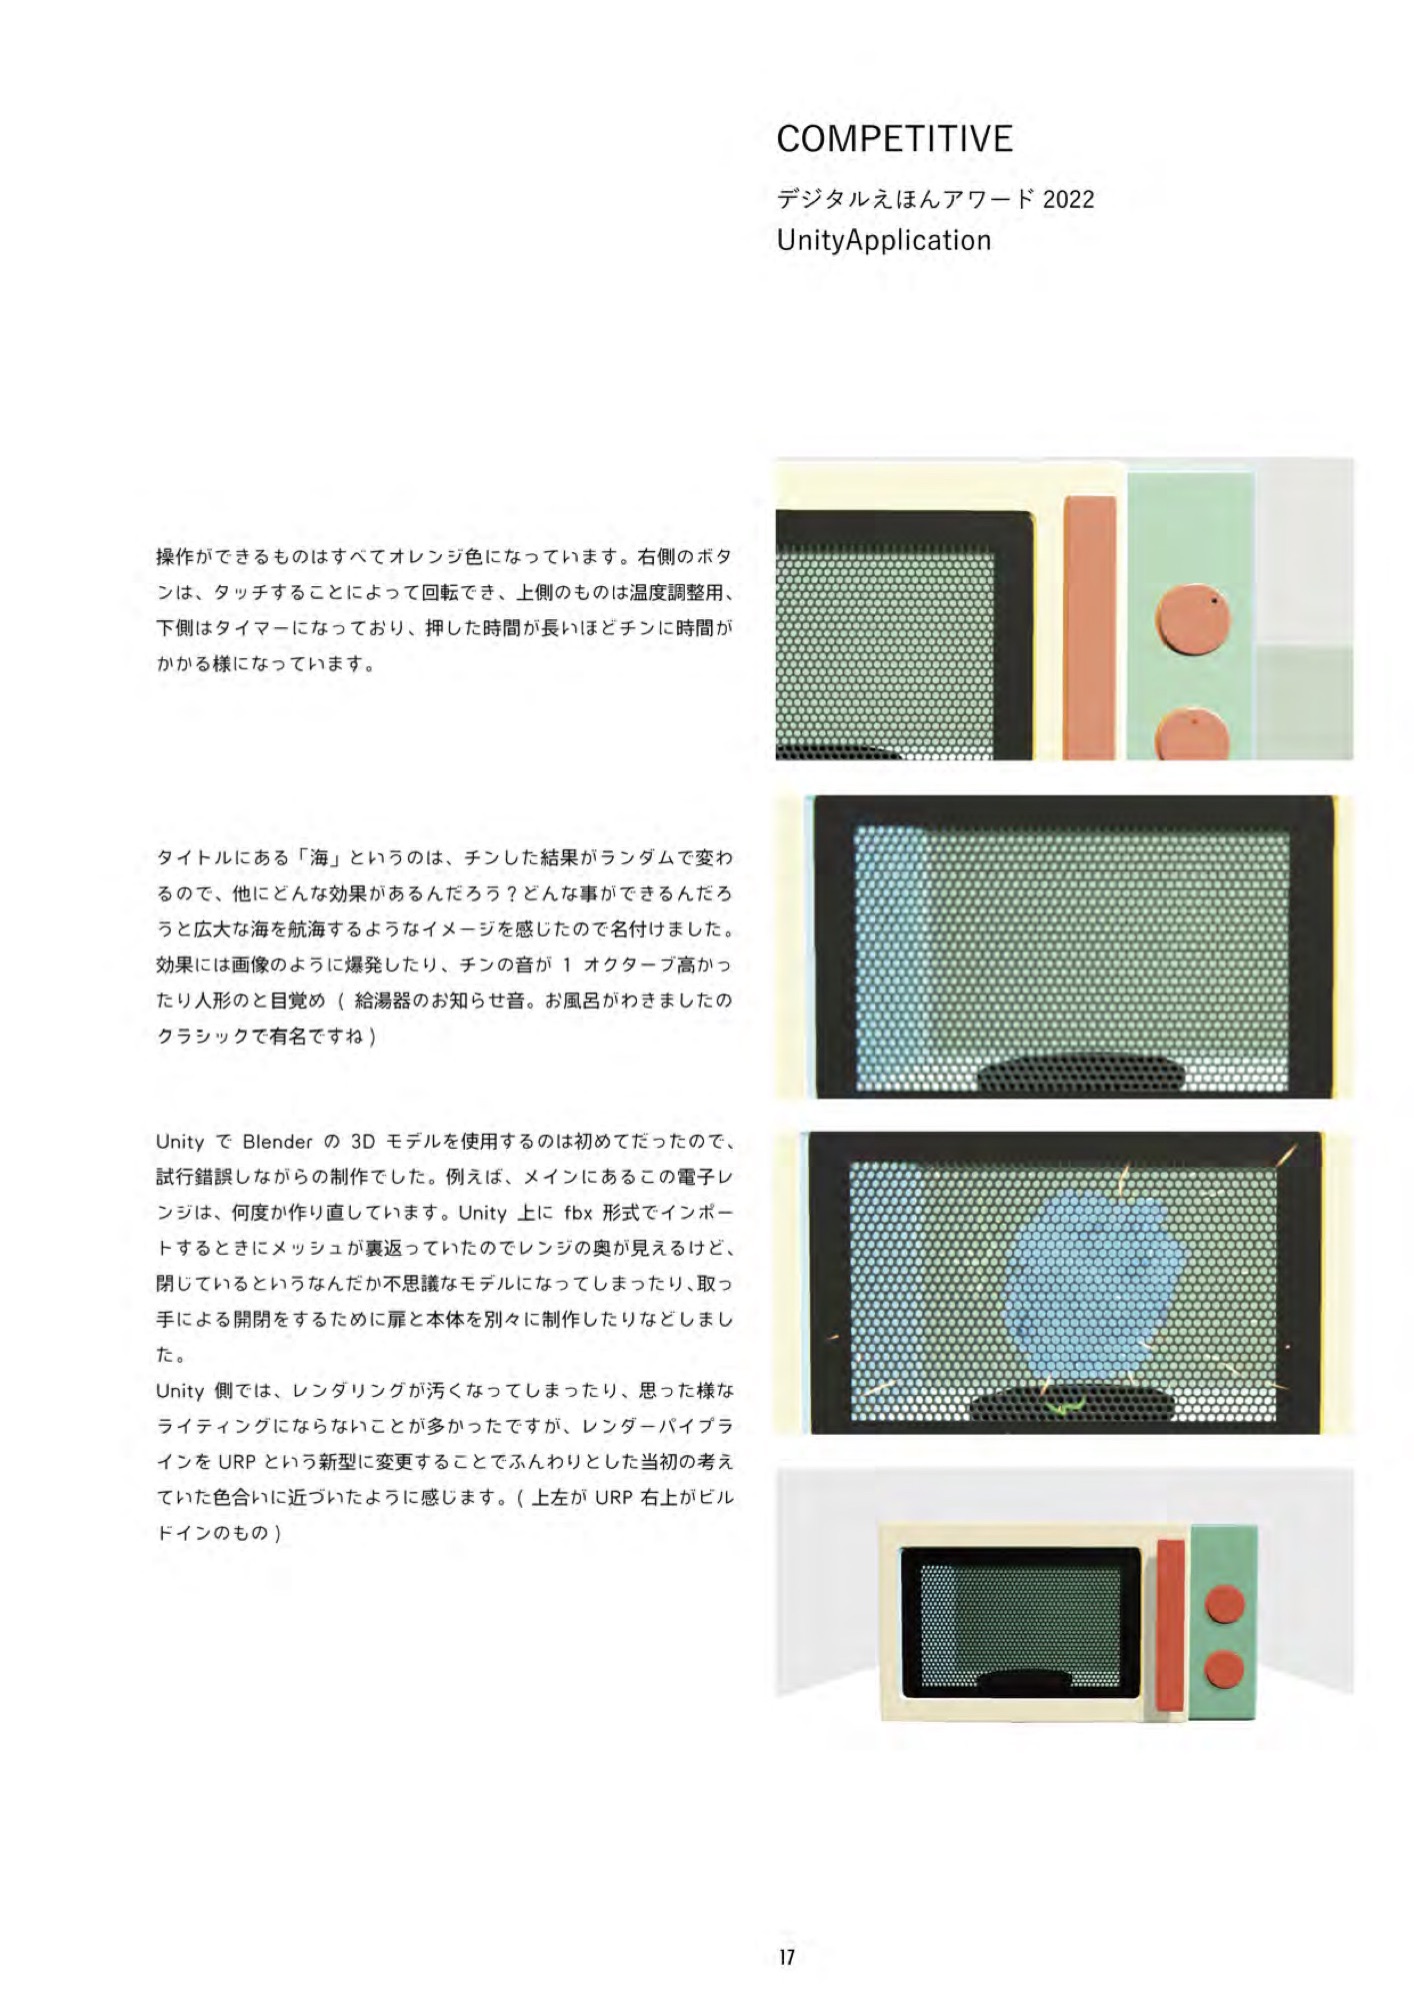 COMPETITIVE
デジタルえほんアワード 2022
UnityApplication
操作ができるものはすべてオレンジ色になっています。右側のボタ
ンは、タッチすることによって回転でき、上側のものは温度調整用、
下側はタイマーになっており、押した時間が長いほどチンに時間が
かかる様になっています。
タイトルにある「海」というのは、チンした結果がランダムで変わ
るので、他にどんな効果があるんだろう？どんな事ができるんだろ
うと広大な海を航海するようなイメージを感じたので名付けました。
効果には画像のように爆発したり、チンの音が 1 オクターブ高かっ
たり人形のと目覚め ( 給湯器のお知らせ音。お風呂がわきましたの
クラシックで有名ですね )
Unity で Blender の 3D モデルを使用するのは初めてだったので、
試行錯誤しながらの制作でした。例えば、メインにあるこの電子レ
ンジは、何度か作り直しています。Unity 上に fbx 形式でインポー
トするときにメッシュが裏返っていたのでレンジの奥が見えるけど、
閉じているというなんだか不思議なモデルになってしまったり、取っ
手による開閉をするために扉と本体を別々に制作したりなどしまし
た。
Unity 側では、レンダリングが汚くなってしまったり、思った様な
ライティングにならないことが多かったですが、レンダーパイプラ
インを URP という新型に変更することでふんわりとした当初の考え
ていた色合いに近づいたように感じます。( 上左が URP 右上がビル
ドインのもの )
17